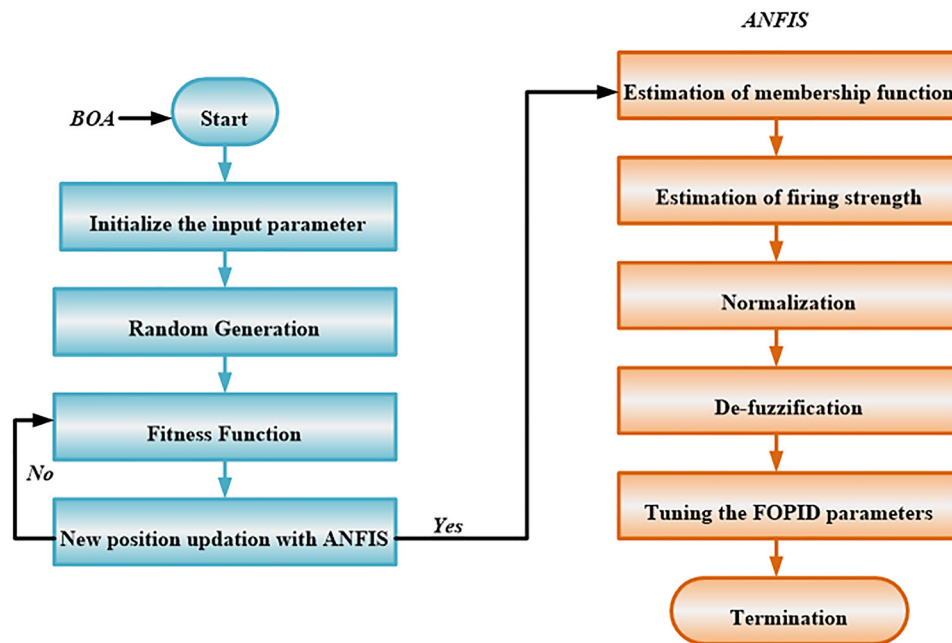 BOA
Start
Initialize the input parameter
Random Generation
Fitness Function
No
New position updation with ANFIS
Yes
ANFIS
Estimation of membership function
Estimation of firing strength
Normalization
De-fuzzification
Tuning the FOPID parameters
Termination